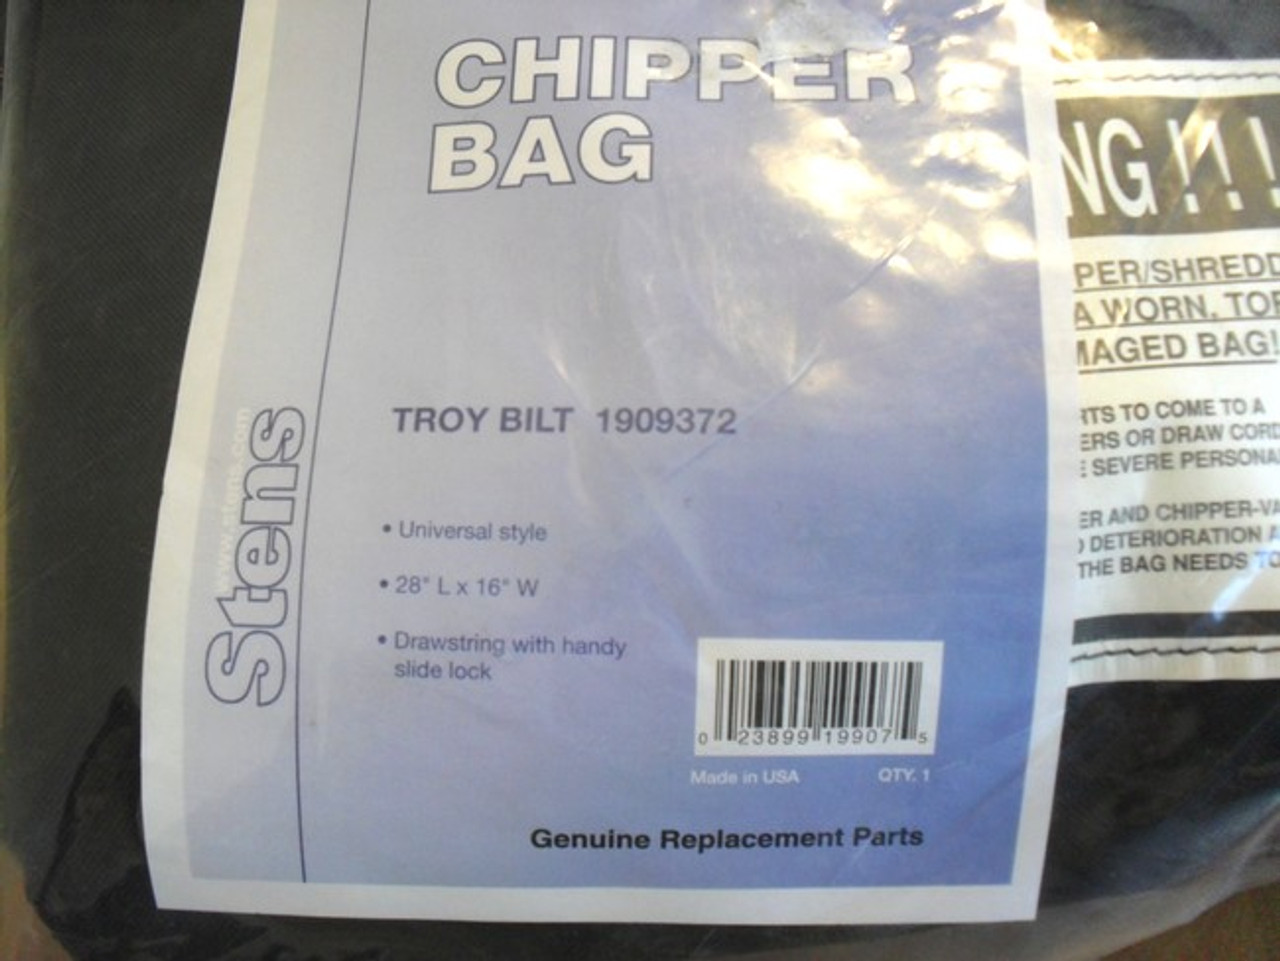 CHIPPER
BAG
TROY BILT 1909372
• Universal style
• 28" L x 16" W
• Drawstring with handy
slide lock
0 23899 19907 5
Made in USA QTY. 1
Genuine Replacement Parts
Stens
www.stens.com
NG ! ! !
PER/SHREDD
A WORN, TOR
MAGED BAG!
RTS TO COME TO A
ERS OR DRAW CORD
E SEVERE PERSONA
ER AND CHIPPER-VA
DETERIORATION A
THE BAG NEEDS TO